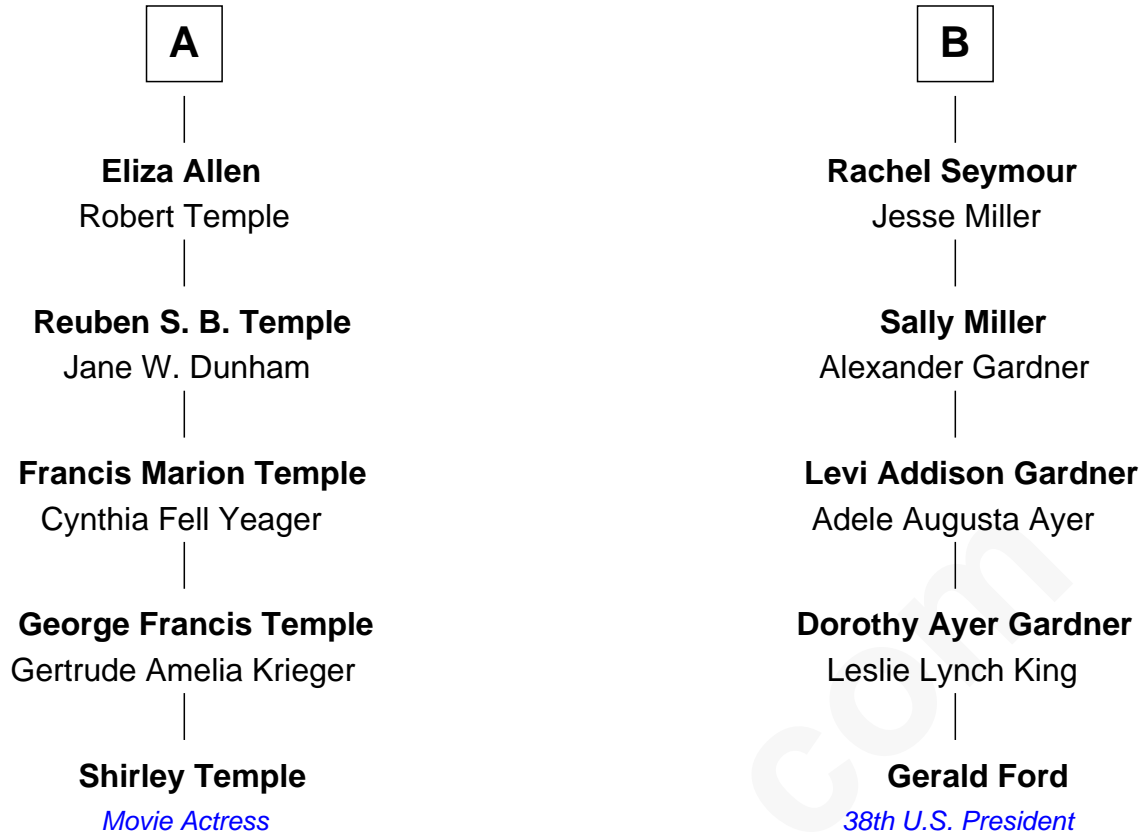 A
Eliza Allen
Robert Temple
Reuben S. B. Temple
Jane W. Dunham
Francis Marion Temple
Cynthia Fell Yeager
George Francis Temple
Gertrude Amelia Krieger
Shirley Temple
Movie Actress
B
Rachel Seymour
Jesse Miller
Sally Miller
Alexander Gardner
Levi Addison Gardner
Adele Augusta Ayer
Dorothy Ayer Gardner
Leslie Lynch King
Gerald Ford
38th U.S. President
com